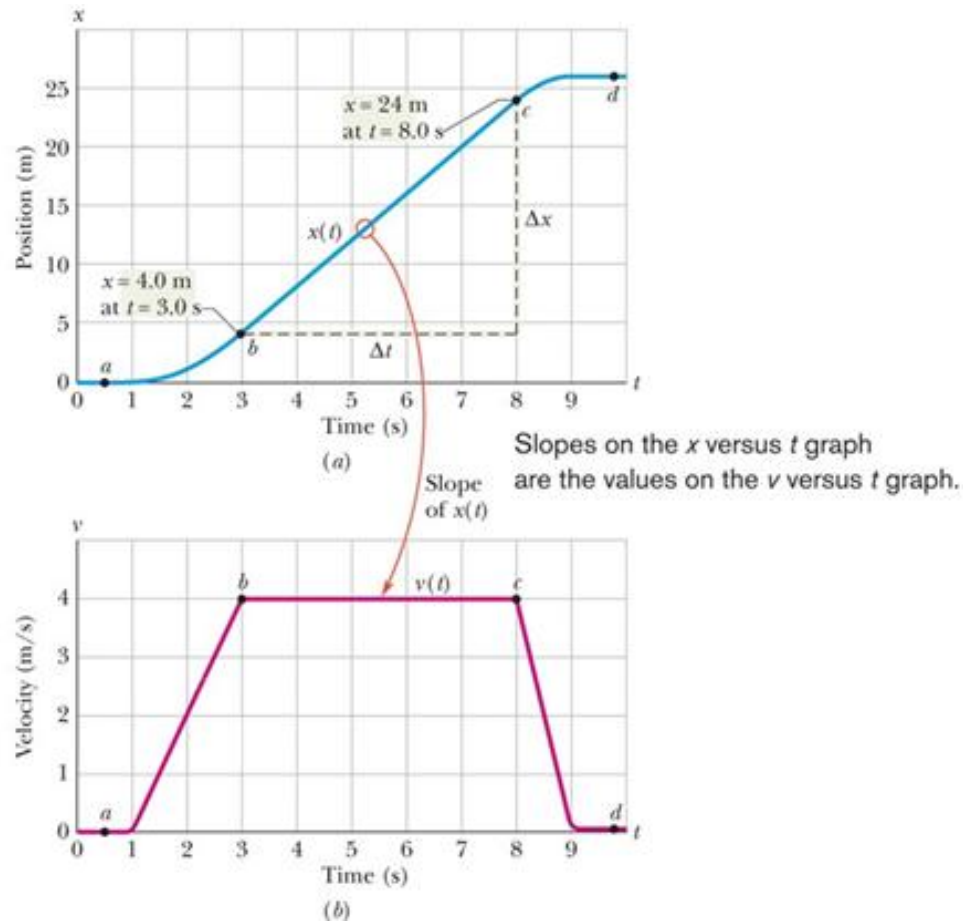 x
25
20
15
10
5
0
Position (m)
x = 24 m
at t = 8.0 s
c
d
Δx
x(t)
x = 4.0 m
at t = 3.0 s
b
Δt
a
t
0 1 2 3 4 5 6 7 8 9
Time (s)
(a)
Slopes on the x versus t graph
are the values on the v versus t graph.
Slope
of x(t)
v
4
3
2
1
0
Velocity (m/s)
b
v(t)
c
a
d
t
0 1 2 3 4 5 6 7 8 9
Time (s)
(b)